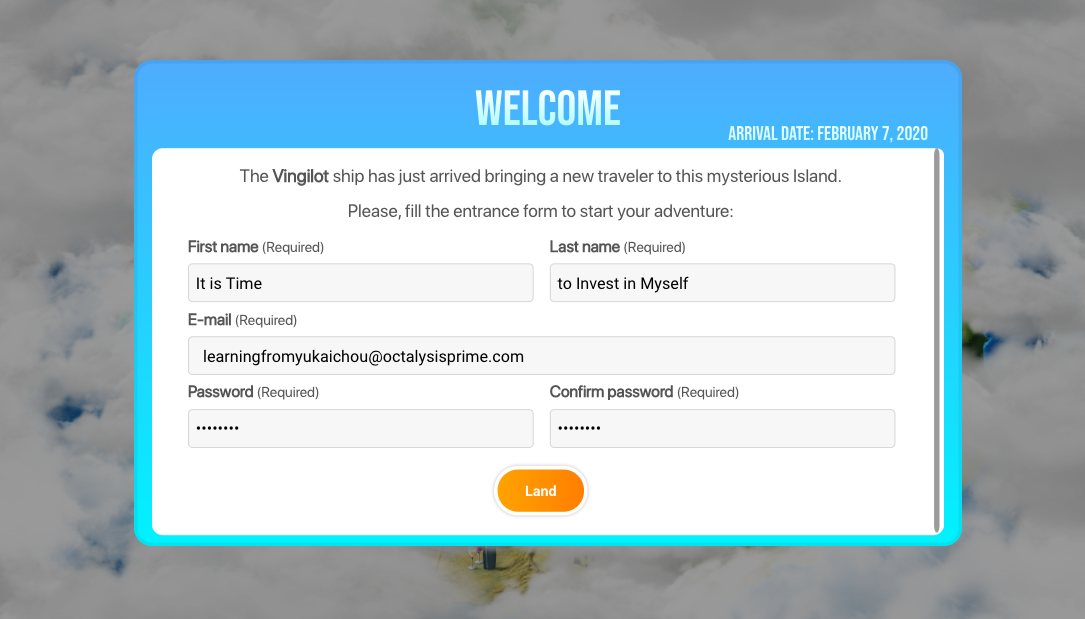 WELCOME
ARRIVAL DATE: FEBRUARY 7, 2020
The Vingilot ship has just arrived bringing a new traveler to this mysterious Island.
Please, fill the entrance form to start your adventure:
First name (Required) Last name (Required)
It is Time to Invest in Myself
E-mail (Required)
learningfromyukaichou@octalysisprime.com
Password (Required) Confirm password (Required)
•••••••• ••••••••
Land